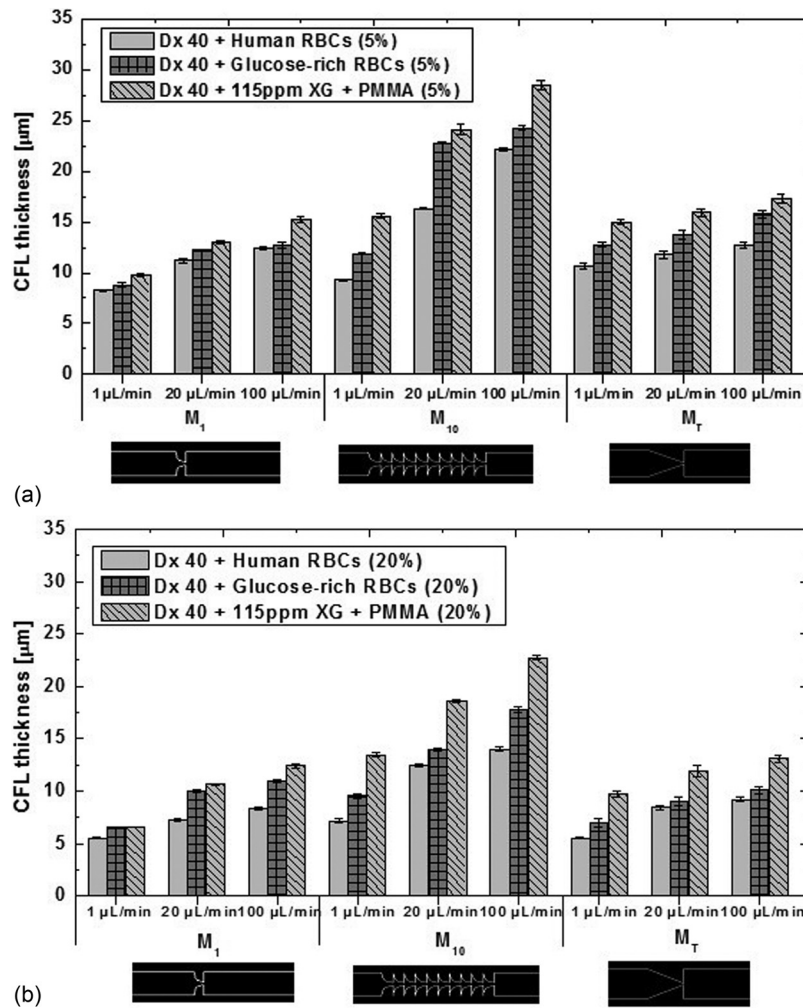 35
Dx 40 + Human RBCs (5%)
Dx 40 + Glucose-rich RBCs (5%)
Dx 40 + 115ppm XG + PMMA (5%)
30
25
20
15
10
5
0
CFL thickness [µm]
1 µL/min 20 µL/min 100 µL/min 1 µL/min 20 µL/min 100 µL/min 1 µL/min 20 µL/min 100 µL/min
M₁ M₁₀ M_T
(a)
35
Dx 40 + Human RBCs (20%)
Dx 40 + Glucose-rich RBCs (20%)
Dx 40 + 115ppm XG + PMMA (20%)
30
25
20
15
10
5
0
CFL thickness [µm]
1 µL/min 20 µL/min 100 µL/min 1 µL/min 20 µL/min 100 µL/min 1 µL/min 20 µL/min 100 µL/min
M₁ M₁₀ M_T
(b)